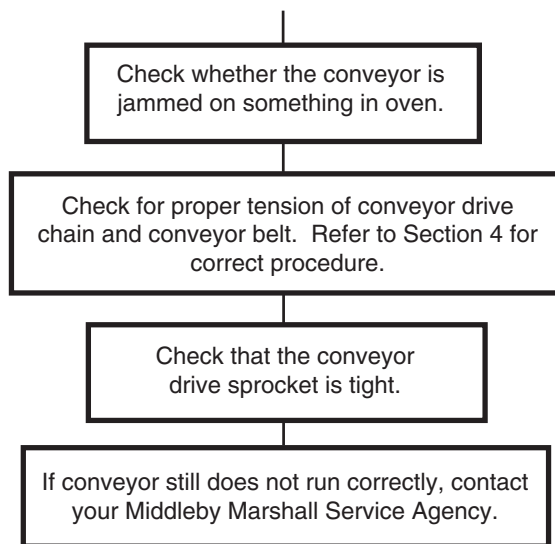 Check whether the conveyor is
jammed on something in oven.
Check for proper tension of conveyor drive
chain and conveyor belt. Refer to Section 4 for
correct procedure.
Check that the conveyor
drive sprocket is tight.
If conveyor still does not run correctly, contact
your Middleby Marshall Service Agency.